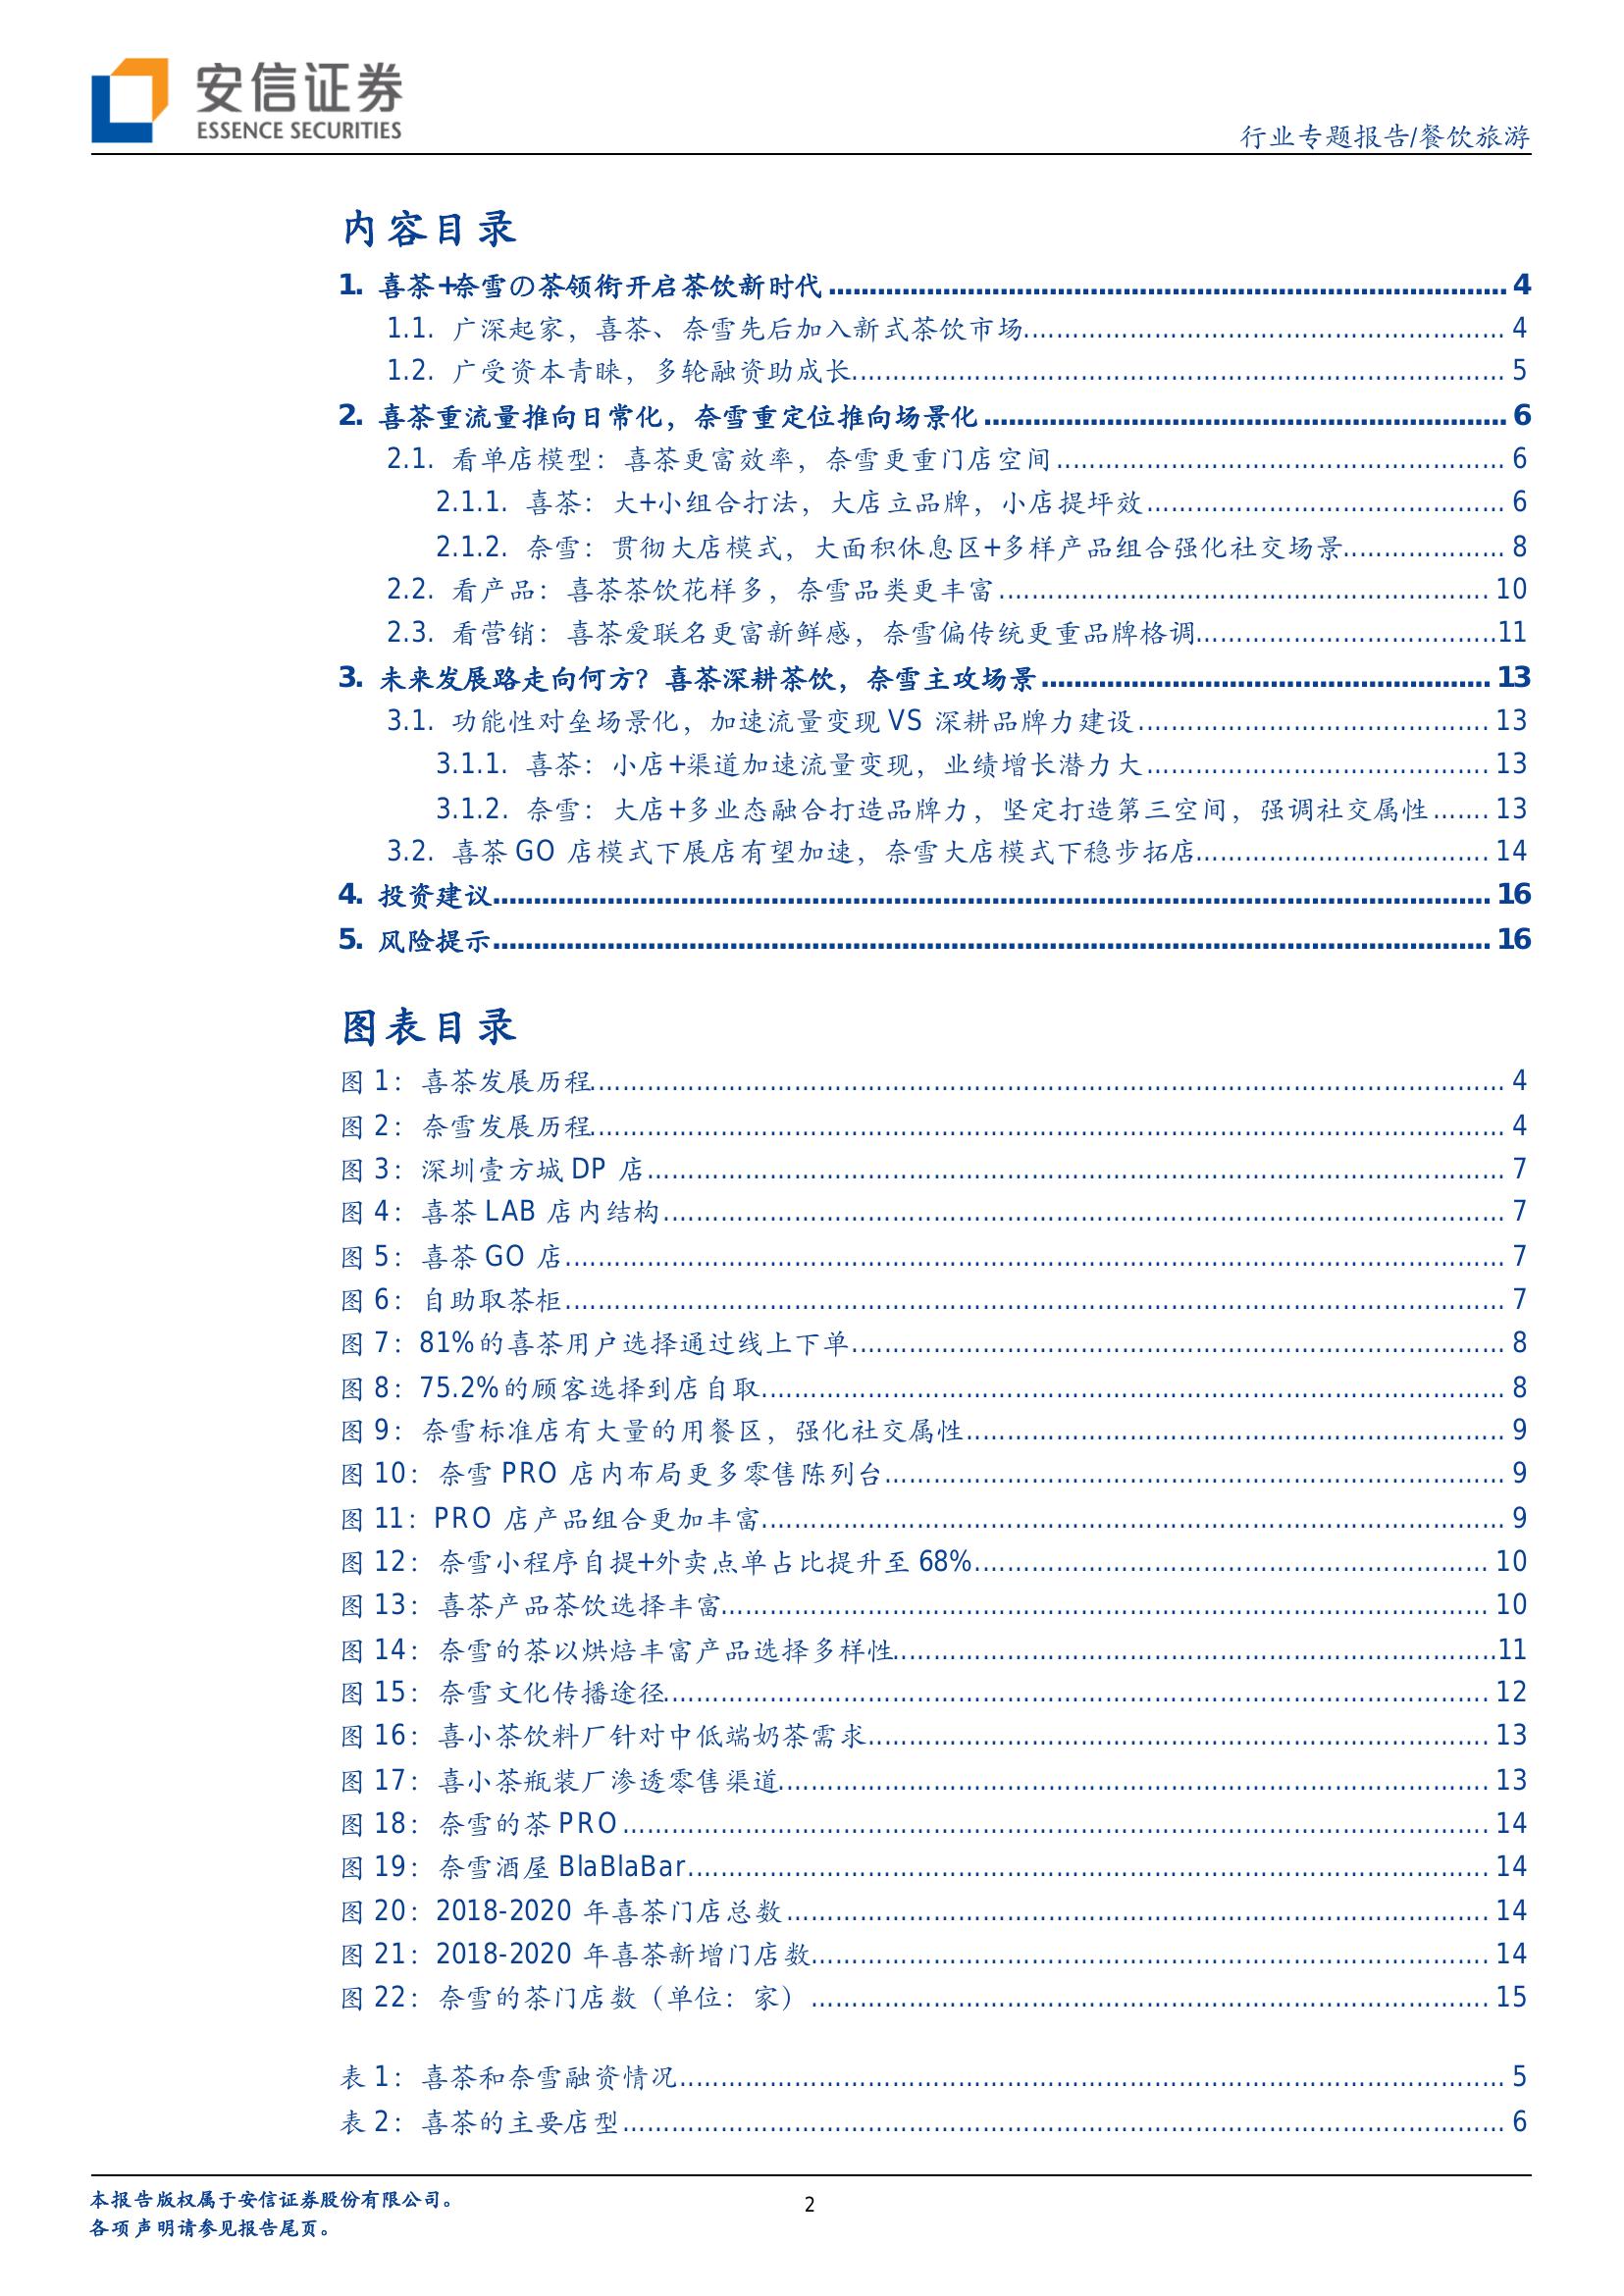 安信证券
ESSENCE SECURITIES
行业专题报告/餐饮旅游
内容目录
1. 喜茶+奈雪の茶领衔开启茶饮新时代 4
1.1. 广深起家，喜茶、奈雪先后加入新式茶饮市场 4
1.2. 广受资本青睐，多轮融资助成长 5
2. 喜茶重流量推向日常化，奈雪重定位推向场景化 6
2.1. 看单店模型：喜茶更富效率，奈雪更重门店空间 6
2.1.1. 喜茶：大+小组合打法，大店立品牌，小店提坪效 6
2.1.2. 奈雪：贯彻大店模式，大面积休息区+多样产品组合强化社交场景 8
2.2. 看产品：喜茶茶饮花样多，奈雪品类更丰富 10
2.3. 看营销：喜茶爱联名更富新鲜感，奈雪偏传统更重品牌格调 11
3. 未来发展路走向何方？喜茶深耕茶饮，奈雪主攻场景 13
3.1. 功能性对垒场景化，加速流量变现 VS 深耕品牌力建设 13
3.1.1. 喜茶：小店+渠道加速流量变现，业绩增长潜力大 13
3.1.2. 奈雪：大店+多业态融合打造品牌力，坚定打造第三空间，强调社交属性 13
3.2. 喜茶 GO 店模式下展店有望加速，奈雪大店模式下稳步拓店 14
4. 投资建议 16
5. 风险提示 16
图表目录
图 1：喜茶发展历程 4
图 2：奈雪发展历程 4
图 3：深圳壹方城 DP 店 7
图 4：喜茶 LAB 店内结构 7
图 5：喜茶 GO 店 7
图 6：自助取茶柜 7
图 7：81%的喜茶用户选择通过线上下单 8
图 8：75.2%的顾客选择到店自取 8
图 9：奈雪标准店有大量的用餐区，强化社交属性 9
图 10：奈雪 PRO 店内布局更多零售陈列台 9
图 11：PRO 店产品组合更加丰富 9
图 12：奈雪小程序自提+外卖点单占比提升至 68% 10
图 13：喜茶产品茶饮选择丰富 10
图 14：奈雪的茶以烘焙丰富产品选择多样性 11
图 15：奈雪文化传播途径 12
图 16：喜小茶饮料厂针对中低端奶茶需求 13
图 17：喜小茶瓶装厂渗透零售渠道 13
图 18：奈雪的茶 PRO 14
图 19：奈雪酒屋 BlaBlaBar 14
图 20：2018-2020 年喜茶门店总数 14
图 21：2018-2020 年喜茶新增门店数 14
图 22：奈雪的茶门店数（单位：家） 15
表 1：喜茶和奈雪融资情况 5
表 2：喜茶的主要店型 6
本报告版权属于安信证券股份有限公司。
2
各项声明请参见报告尾页。